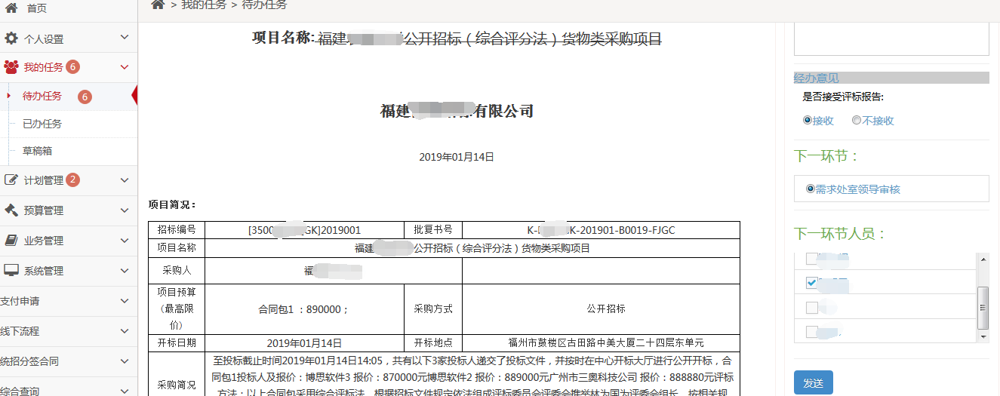 首页
> 我的任务 > 待办任务
个人设置
我的任务 6
待办任务 6
已办任务
草稿箱
计划管理 2
预算管理
业务管理
系统管理
支付申请
线下流程
统招分签合同
综合查询
项目名称: 福建 公开招标（综合评分法）货物类采购项目
福建 有限公司
2019年01月14日
项目简况：
招标编号 [3500 GK]2019001 批复书号 K- K-201901-B0019-FJGC
项目名称 福建 公开招标（综合评分法）货物类采购项目
采购人 福
项目预算
（最高限
价） 合同包1 ：890000； 采购方式 公开招标
开标日期 2019年01月14日 开标地点 福州市鼓楼区古田路中美大厦二十四层东单元
至投标截止时间2019年01月14日14:05，共有以下3家投标人递交了投标文件，并按时在中心开标大厅进行公开开标，合
采购简况 同包1投标人及报价：博思软件3 报价：870000元博思软件2 报价：889000元广州市三奥科技公司 报价：888880元评标
方法：以上合同包采用综合评标法，根据招标文件规定依法组成评标委员会评委会推举林为国为评委会组长，按相关规
经办意见
是否接受评标报告:
接收 不接收
下一环节：
需求处室领导审核
下一环节人员：
发送